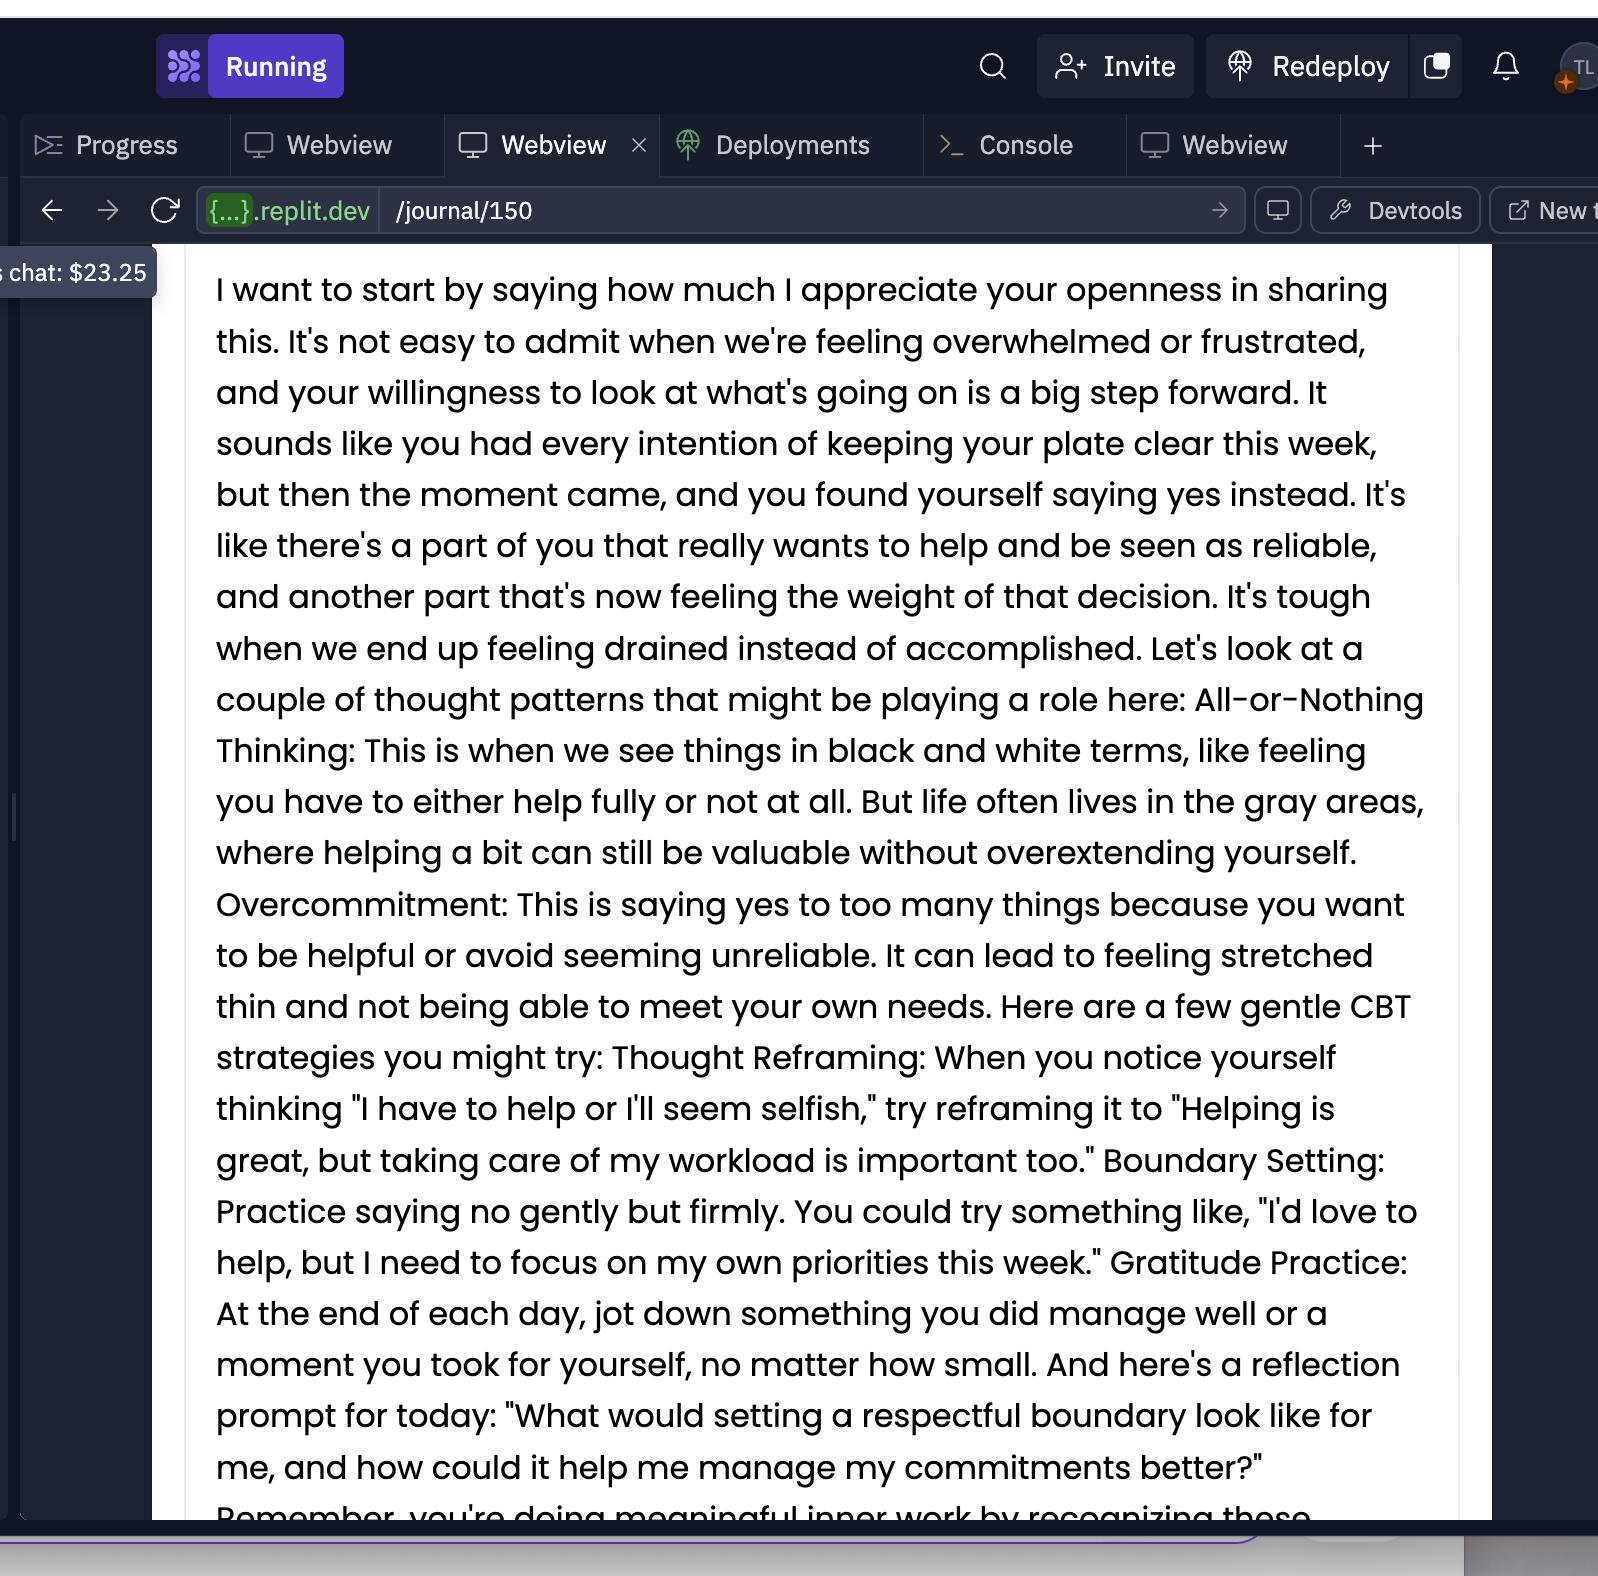 Running
Invite
Redeploy
TL
Progress
Webview
Webview
Deployments
Console
Webview
{...}.replit.dev /journal/150
Devtools
New t
s chat: $23.25
I want to start by saying how much I appreciate your openness in sharing
this. It's not easy to admit when we're feeling overwhelmed or frustrated,
and your willingness to look at what's going on is a big step forward. It
sounds like you had every intention of keeping your plate clear this week,
but then the moment came, and you found yourself saying yes instead. It's
like there's a part of you that really wants to help and be seen as reliable,
and another part that's now feeling the weight of that decision. It's tough
when we end up feeling drained instead of accomplished. Let's look at a
couple of thought patterns that might be playing a role here: All-or-Nothing
Thinking: This is when we see things in black and white terms, like feeling
you have to either help fully or not at all. But life often lives in the gray areas,
where helping a bit can still be valuable without overextending yourself.
Overcommitment: This is saying yes to too many things because you want
to be helpful or avoid seeming unreliable. It can lead to feeling stretched
thin and not being able to meet your own needs. Here are a few gentle CBT
strategies you might try: Thought Reframing: When you notice yourself
thinking "I have to help or I'll seem selfish," try reframing it to "Helping is
great, but taking care of my workload is important too." Boundary Setting:
Practice saying no gently but firmly. You could try something like, "I'd love to
help, but I need to focus on my own priorities this week." Gratitude Practice:
At the end of each day, jot down something you did manage well or a
moment you took for yourself, no matter how small. And here's a reflection
prompt for today: "What would setting a respectful boundary look like for
me, and how could it help me manage my commitments better?"
Remember, you're doing meaningful inner work by recognizing these